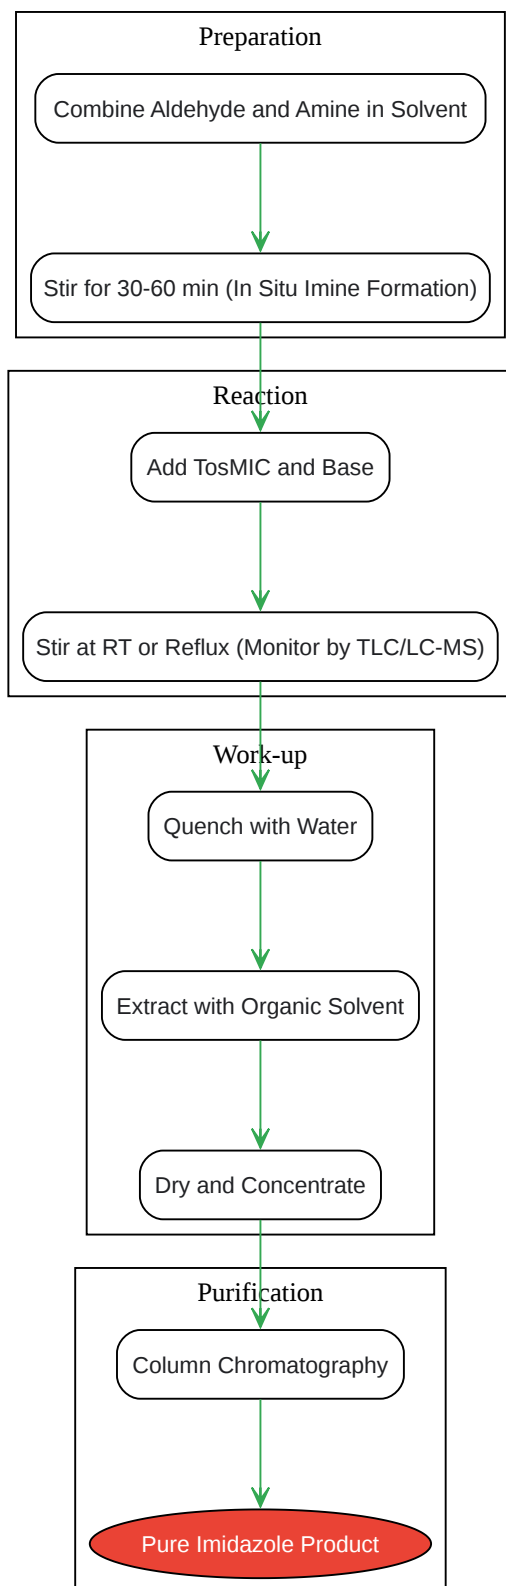 Preparation
Combine Aldehyde and Amine in Solvent
Stir for 30-60 min (In Situ Imine Formation)
Reaction
Add TosMIC and Base
Stir at RT or Reflux (Monitor by TLC/LC-MS)
Work-up
Quench with Water
Extract with Organic Solvent
Dry and Concentrate
Purification
Column Chromatography
Pure Imidazole Product